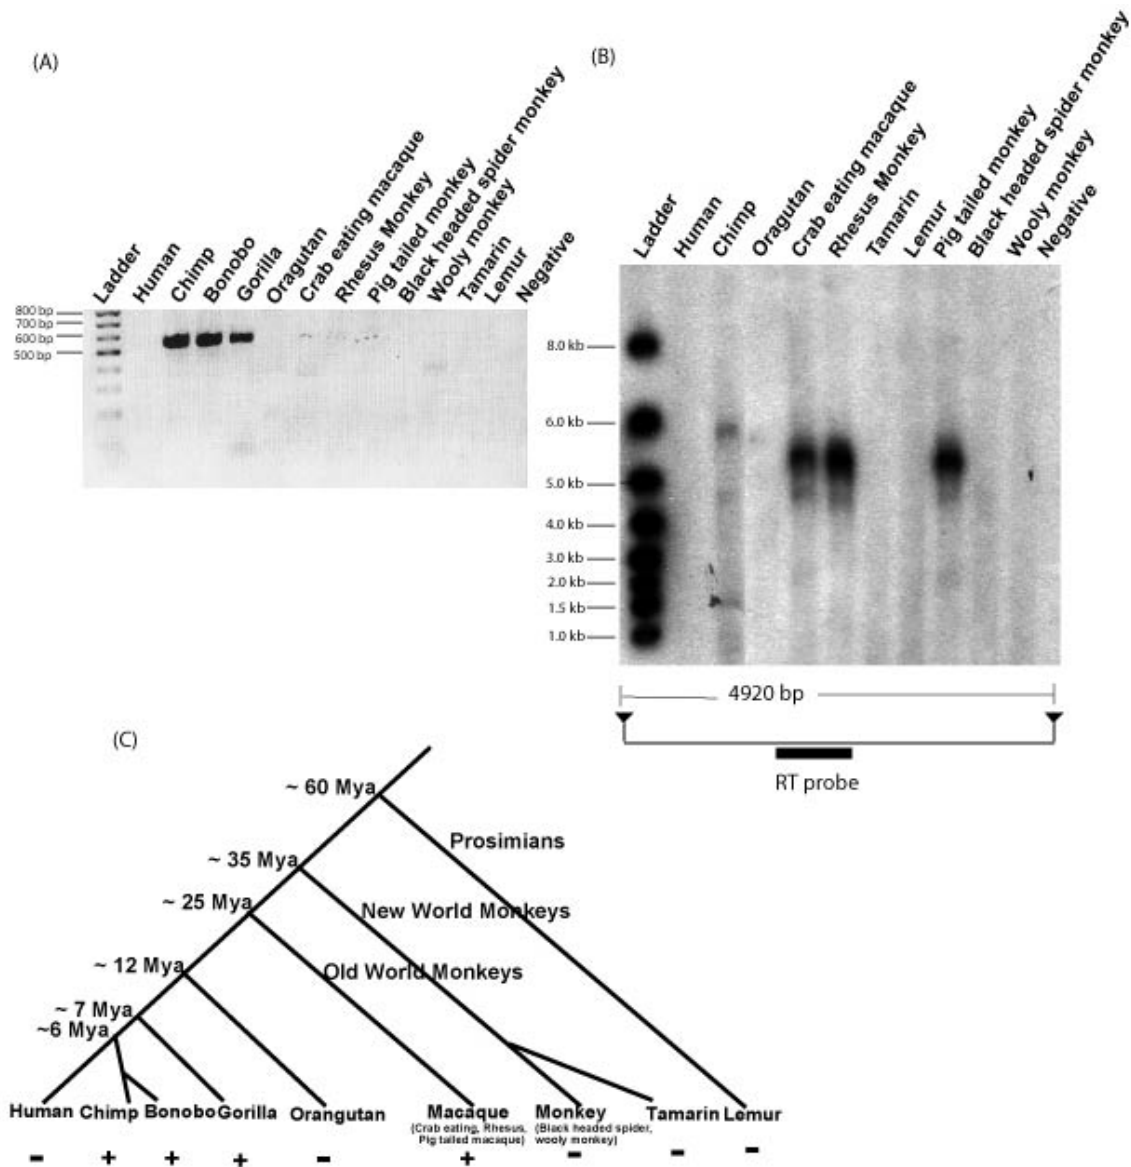 (A)
Ladder
Human
Chimp
Bonobo
Gorilla
Oragutan
Crab eating macaque
Rhesus Monkey
Pig tailed monkey
Black headed spider monkey
Wooly monkey
Tamarin
Lemur
Negative
800 bp
700 bp
600 bp
500 bp
(B)
Ladder
Human
Chimp
Oragutan
Crab eating macaque
Rhesus Monkey
Tamarin
Lemur
Pig tailed monkey
Black headed spider monkey
Wooly monkey
Negative
8.0 kb
6.0 kb
5.0 kb
4.0 kb
3.0 kb
2.0 kb
1.5 kb
1.0 kb
4920 bp
RT probe
(C)
~ 60 Mya
~ 35 Mya
~ 25 Mya
~ 12 Mya
~ 7 Mya
~6 Mya
Prosimians
New World Monkeys
Old World Monkeys
Human Chimp Bonobo Gorilla Orangutan Macaque Monkey Tamarin Lemur
(Crab eating, Rhesus, (Black headed spider,
Pig tailed macaque) wooly monkey)
- + + + - + - - -